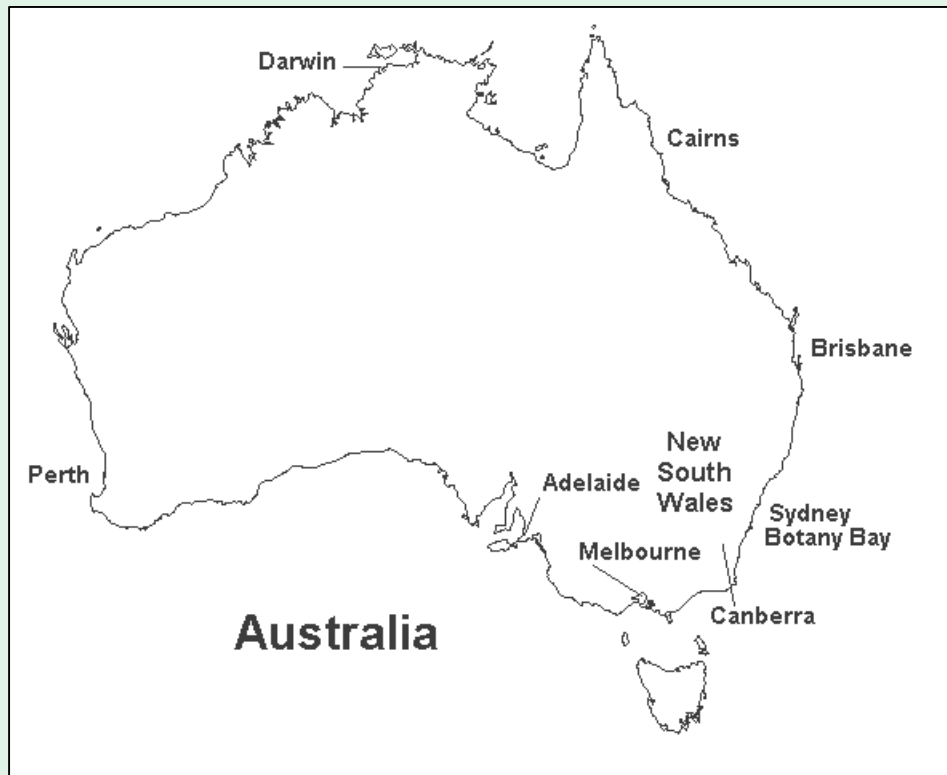 Darwin
Cairns
Brisbane
New
South
Wales
Perth
Adelaide
Sydney
Botany Bay
Melbourne
Canberra
Australia